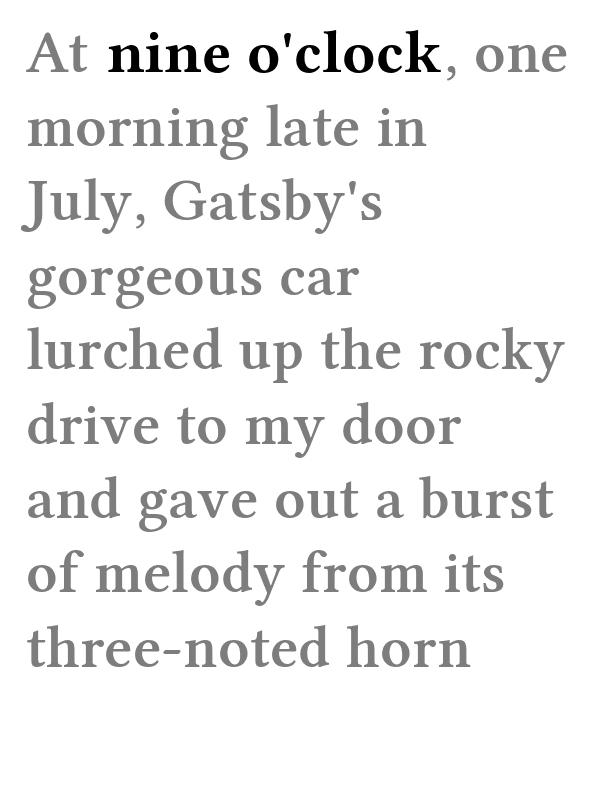 At nine o'clock, one
morning late in
July, Gatsby's
gorgeous car
lurched up the rocky
drive to my door
and gave out a burst
of melody from its
three-noted horn